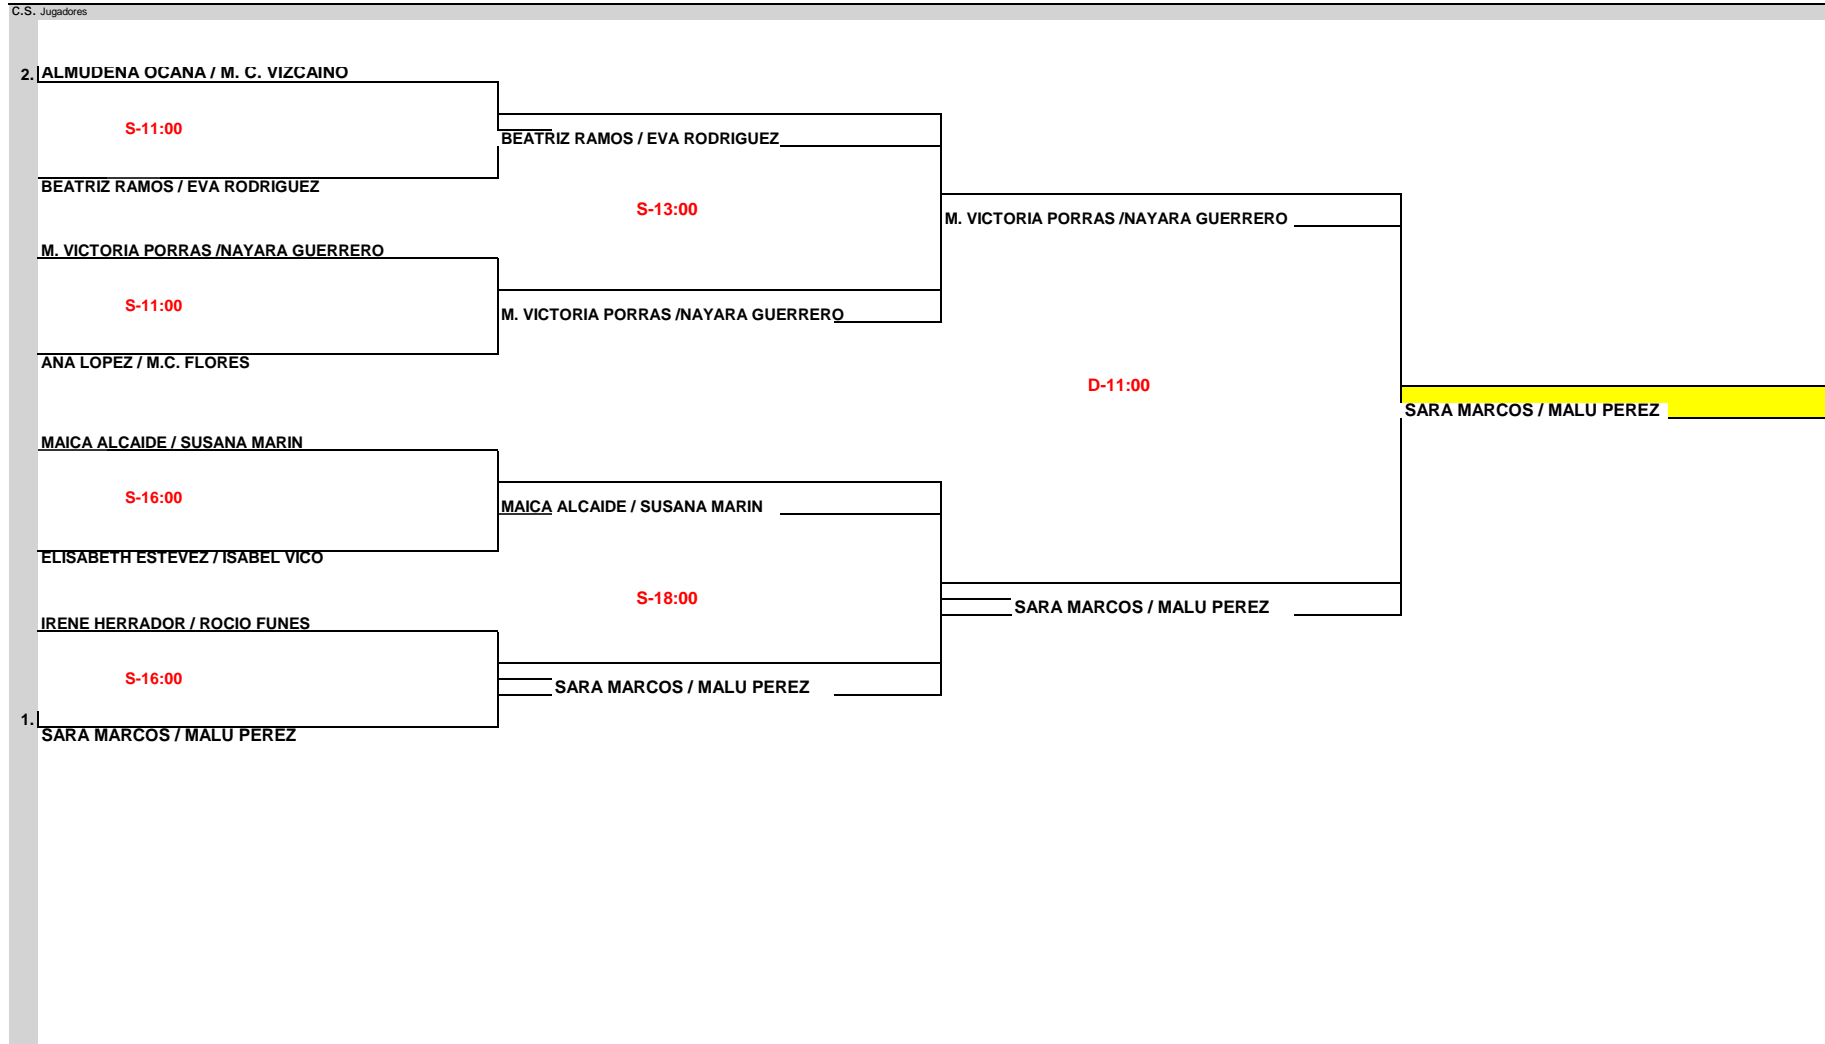 C.S. Jugadores
2. ALMUDENA OCANA / M. C. VIZCAINO
S-11:00
BEATRIZ RAMOS / EVA RODRIGUEZ
BEATRIZ RAMOS / EVA RODRIGUEZ
S-13:00
M. VICTORIA PORRAS /NAYARA GUERRERO
M. VICTORIA PORRAS /NAYARA GUERRERO
S-11:00
M. VICTORIA PORRAS /NAYARA GUERRERO
ANA LOPEZ / M.C. FLORES
D-11:00
SARA MARCOS / MALU PEREZ
MAICA ALCAIDE / SUSANA MARIN
S-16:00
MAICA ALCAIDE / SUSANA MARIN
ELISABETH ESTEVEZ / ISABEL VICO
S-18:00
SARA MARCOS / MALU PEREZ
IRENE HERRADOR / ROCIO FUNES
S-16:00
SARA MARCOS / MALU PEREZ
1.
SARA MARCOS / MALU PEREZ